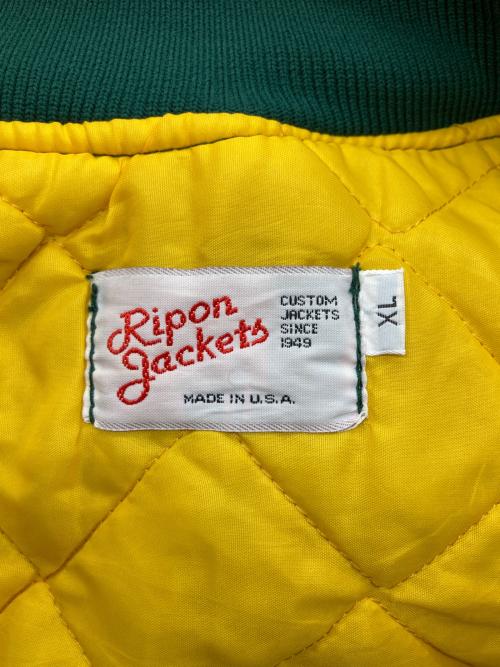 Ripon
Jackets
CUSTOM
JACKETS
SINCE
1949
MADE IN U.S.A.
XL